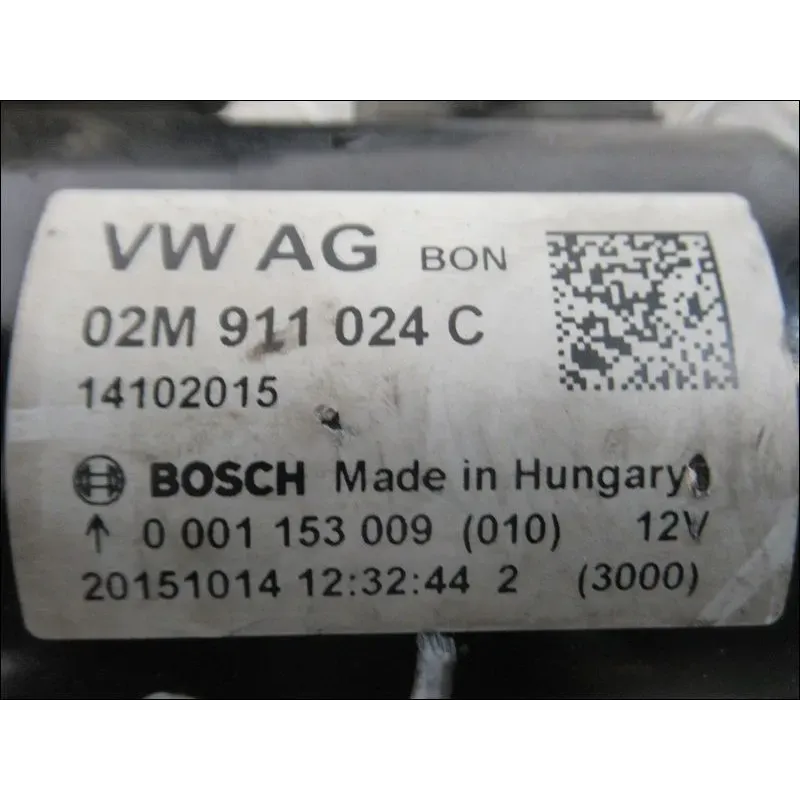 VW AG BON
02M 911 024 C
14102015
BOSCH Made in Hungary
0 001 153 009 (010) 12V
20151014 12:32:44 2 (3000)